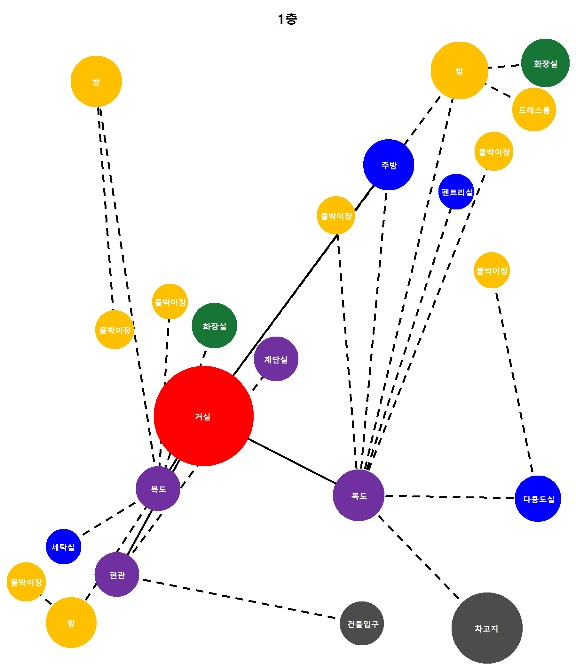 1층
화장실
방
방
드레스룸
붙박이장
주방
펜트리실
붙박이장
붙박이장
붙박이장
붙박이장
화장실
계단실
거실
복도
복도
다용도실
세탁실
현관
붙박이장
방
건물입구
차고지